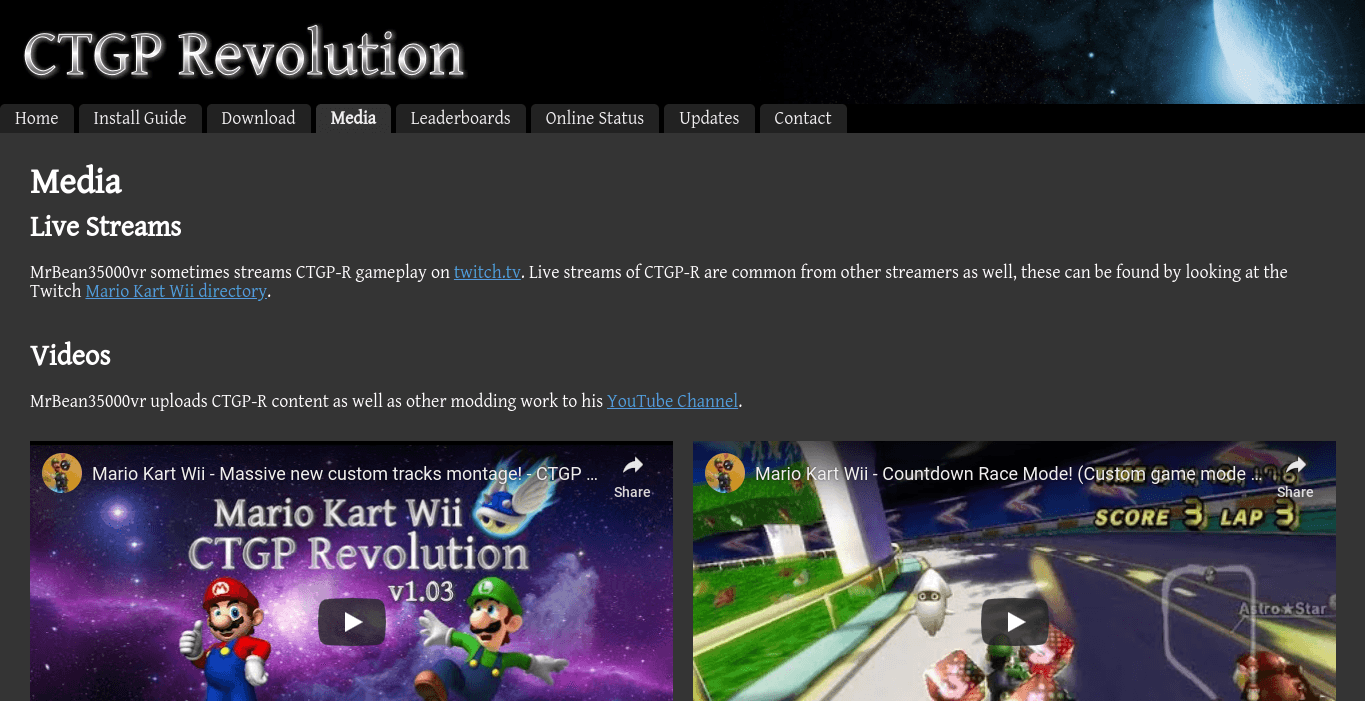 CTGP Revolution
Home Install Guide Download Media Leaderboards Online Status Updates Contact
Media
Live Streams
MrBean35000vr sometimes streams CTGP-R gameplay on twitch.tv. Live streams of CTGP-R are common from other streamers as well, these can be found by looking at the
Twitch Mario Kart Wii directory.
Videos
MrBean35000vr uploads CTGP-R content as well as other modding work to his YouTube Channel.
Mario Kart Wii - Massive new custom tracks montage! - CTGP ...
Share
Mario Kart Wii
CTGP Revolution
v1.03
Mario Kart Wii - Countdown Race Mode! (Custom game mode ...
Share
SCORE 3 LAP 3
Astro★Star